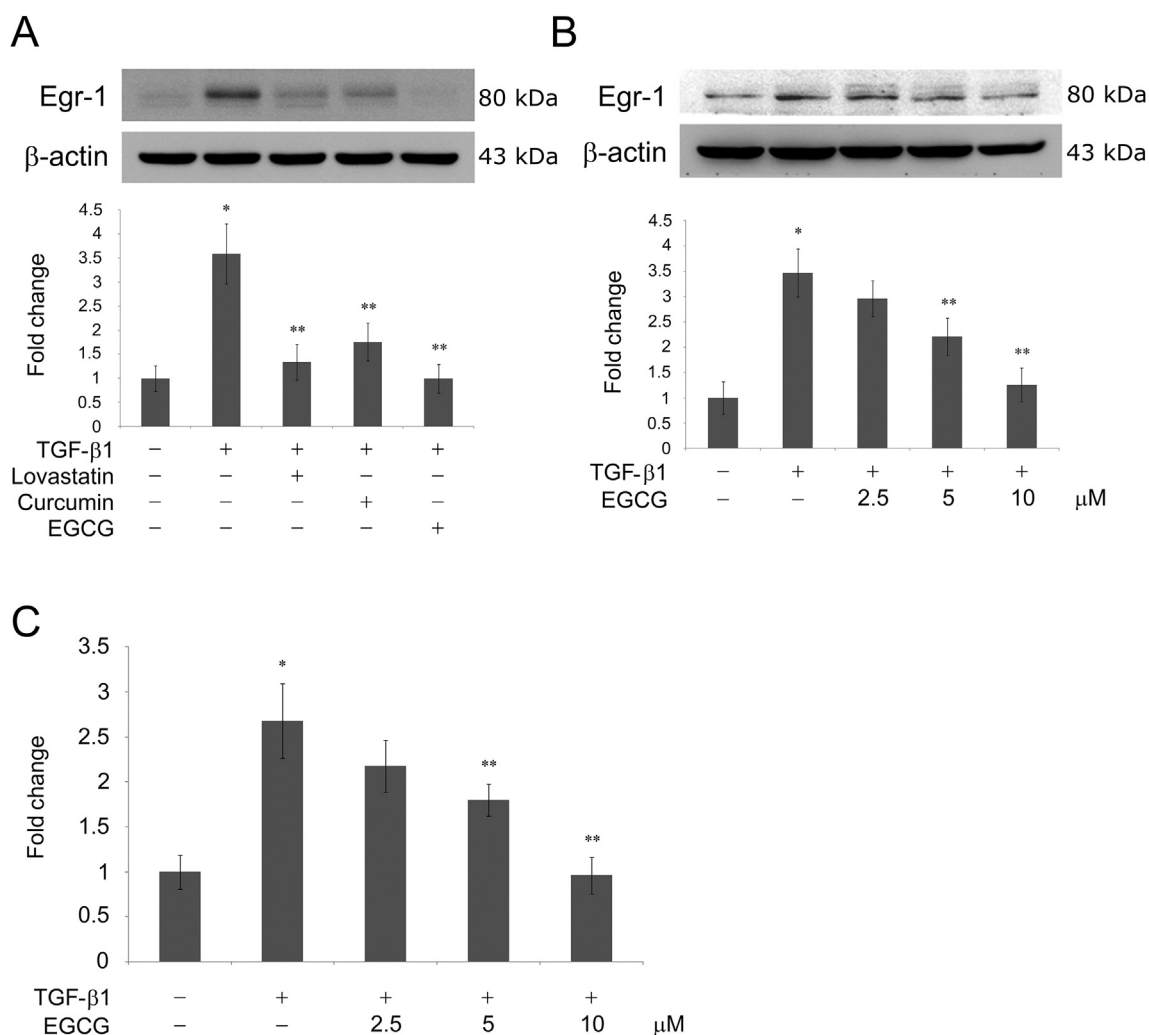 A
Egr-1 80 kDa
β-actin 43 kDa
4.5
4
3.5
3
2.5
2
1.5
1
0.5
0
Fold change
*
**
**
**
TGF-β1 – + + + +
Lovastatin – – + – –
Curcumin – – – + –
EGCG – – – – +
B
Egr-1 80 kDa
β-actin 43 kDa
4.5
4
3.5
3
2.5
2
1.5
1
0.5
0
Fold change
*
**
**
TGF-β1 – + + + +
EGCG – – 2.5 5 10 μM
C
3.5
3
2.5
2
1.5
1
0.5
0
Fold change
*
**
**
TGF-β1 – + + + +
EGCG – – 2.5 5 10 μM